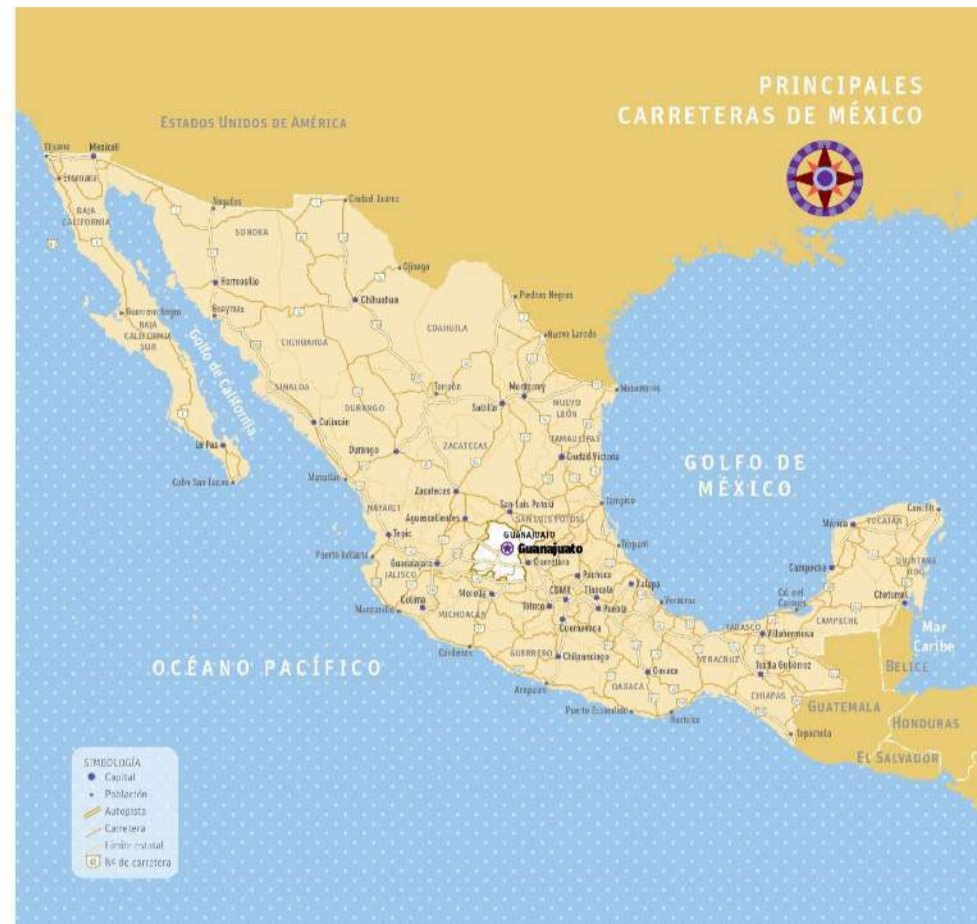 PRINCIPALES
CARRETERAS DE MÉXICO
ESTADOS UNIDOS DE AMÉRICA
Tijuana
Mexicali
Ensenada
BAJA
CALIFORNIA
Nogales
Ciudad Juárez
SONORA
Ojinaga
Hermosillo
Chihuahua
Piedras Negras
Guerrero Negro
Guaymas
BAJA
CALIFORNIA
SUR
Golfo de California
CHIHUAHUA
COAHUILA
Nuevo Laredo
SINALOA
Torreón
Monterrey
Matamoros
DURANGO
Saltillo
NUEVO
LEÓN
Culiacán
TAMAULIPAS
La Paz
Durango
ZACATECAS
Ciudad Victoria
GOLFO DE
MÉXICO
Cabo San Lucas
Mazatlán
Zacatecas
San Luis Potosí
Tampico
NAYARIT
Aguascalientes
SAN LUIS POTOSÍ
Cancún
Mérida
YUCATÁN
Tepic
GUANAJUATO
Guanajuato
Tuxpam
Puerto Vallarta
Guadalajara
Querétaro
JALISCO
Campeche
QUINTANA
ROO
Pachuca
Morelia
CDMX
Tlaxcala
Xalapa
Colima
Toluca
Puebla
Veracruz
Cd. del
Carmen
Chetumal
Manzanillo
MICHOACÁN
Cuernavaca
CAMPECHE
TABASCO
Villahermosa
Mar
Caribe
Cárdenas
GUERRERO
Chilpancingo
VERACRUZ
OCÉANO PACÍFICO
Oaxaca
Tuxtla Gutiérrez
BELICE
Acapulco
OAXACA
CHIAPAS
GUATEMALA
Puerto Escondido
Huatulco
HONDURAS
Tapachula
EL SALVADOR
SIMBOLOGÍA
Capital
Población
Autopista
Carretera
Límite estatal
Nº de carretera